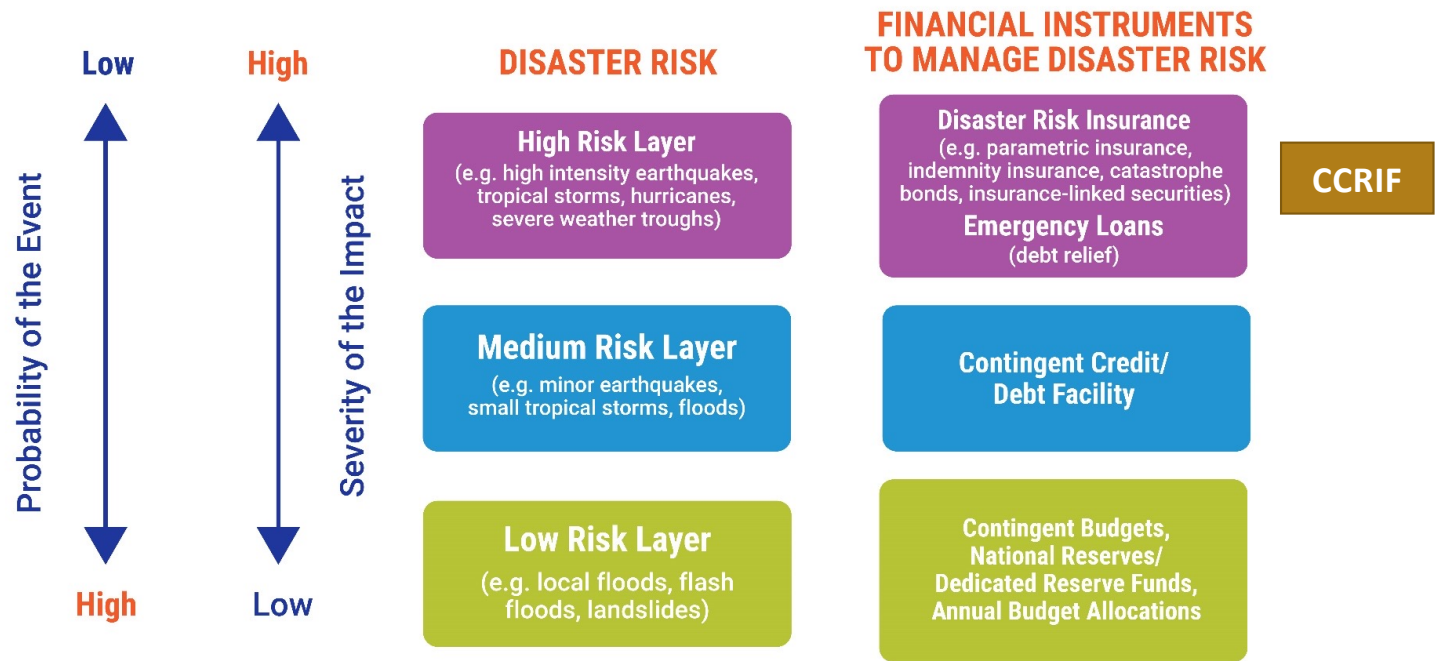 FINANCIAL INSTRUMENTS
TO MANAGE DISASTER RISK
DISASTER RISK
Low
High
Probability of the Event
High
Low
Severity of the Impact
High Risk Layer
(e.g. high intensity earthquakes,
tropical storms, hurricanes,
severe weather troughs)
Disaster Risk Insurance
(e.g. parametric insurance,
indemnity insurance, catastrophe
bonds, insurance-linked securities)
Emergency Loans
(debt relief)
CCRIF
Medium Risk Layer
(e.g. minor earthquakes,
small tropical storms, floods)
Contingent Credit/
Debt Facility
Low Risk Layer
(e.g. local floods, flash
floods, landslides)
Contingent Budgets,
National Reserves/
Dedicated Reserve Funds,
Annual Budget Allocations